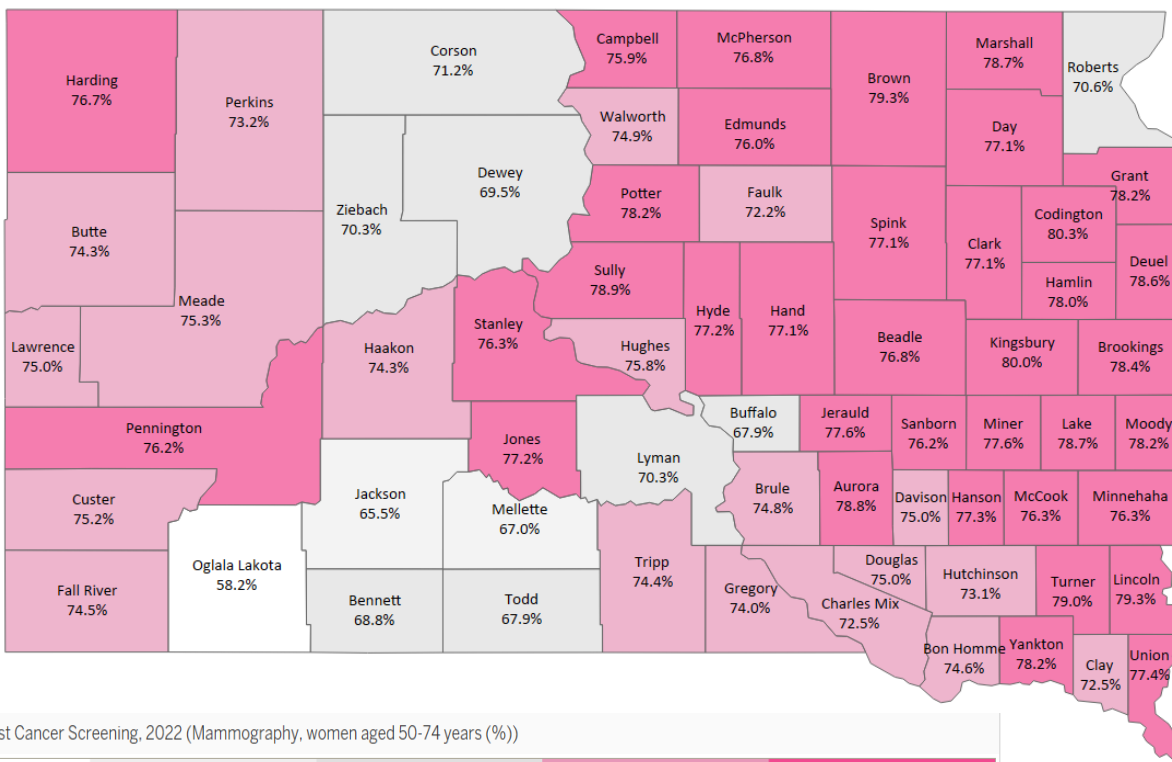 Harding
76.7%
Perkins
73.2%
Corson
71.2%
Campbell
75.9%
McPherson
76.8%
Brown
79.3%
Marshall
78.7%
Roberts
70.6%
Walworth
74.9%
Edmunds
76.0%
Day
77.1%
Dewey
69.5%
Ziebach
70.3%
Potter
78.2%
Faulk
72.2%
Spink
77.1%
Grant
78.2%
Codington
80.3%
Clark
77.1%
Butte
74.3%
Meade
75.3%
Sully
78.9%
Hyde
77.2%
Hand
77.1%
Hamlin
78.0%
Deuel
78.6%
Lawrence
75.0%
Haakon
74.3%
Stanley
76.3%
Hughes
75.8%
Beadle
76.8%
Kingsbury
80.0%
Brookings
78.4%
Pennington
76.2%
Jones
77.2%
Lyman
70.3%
Buffalo
67.9%
Jerauld
77.6%
Sanborn
76.2%
Miner
77.6%
Lake
78.7%
Moody
78.2%
Custer
75.2%
Jackson
65.5%
Mellette
67.0%
Brule
74.8%
Aurora
78.8%
Davison
75.0%
Hanson
77.3%
McCook
76.3%
Minnehaha
76.3%
Oglala Lakota
58.2%
Fall River
74.5%
Bennett
68.8%
Todd
67.9%
Tripp
74.4%
Gregory
74.0%
Charles Mix
72.5%
Douglas
75.0%
Hutchinson
73.1%
Turner
79.0%
Lincoln
79.3%
Bon Homme
74.6%
Yankton
78.2%
Clay
72.5%
Union
77.4%
st Cancer Screening, 2022 (Mammography, women aged 50-74 years (%))